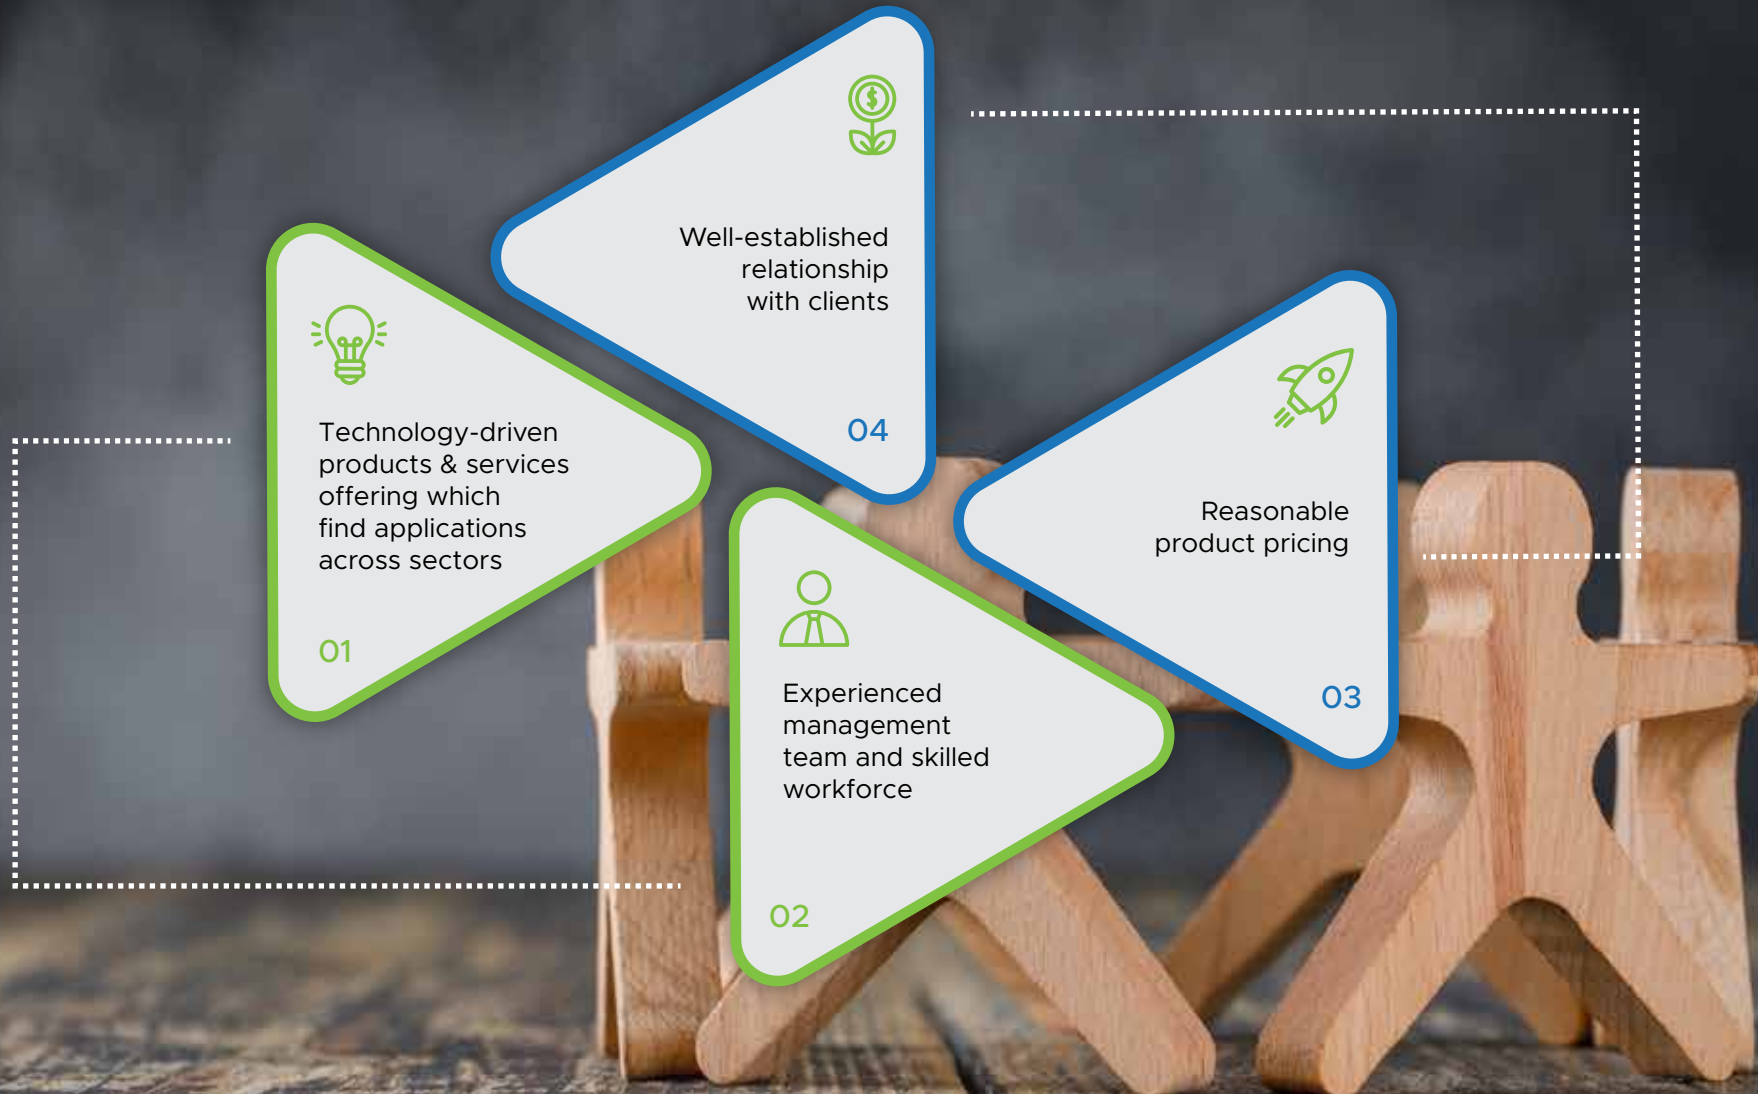 Technology-driven
products & services
offering which
find applications
across sectors
01
Experienced
management
team and skilled
workforce
02
Reasonable
product pricing
03
Well-established
relationship
with clients
04